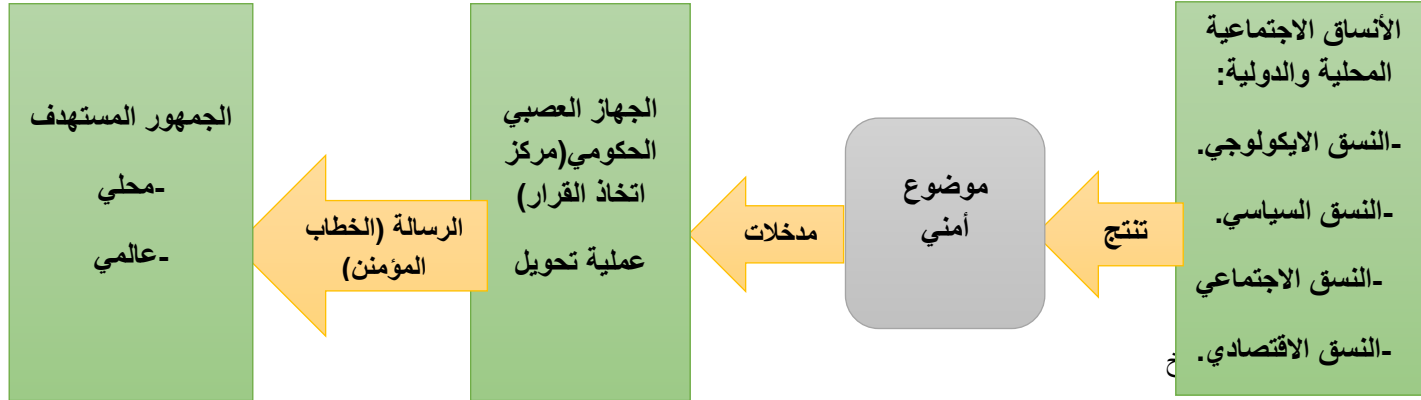 الأنساق الاجتماعية
المحلية والدولية:
-النسق الايكولوجي.
-النسق السياسي.
-النسق الاجتماعي
-النسق الاقتصادي.
تنتج
موضوع
أمني
مدخلات
الجهاز العصبي
الحكومي(مركز
اتخاذ القرار)
عملية تحويل
الرسالة (الخطاب
المؤمنن)
الجمهور المستهدف
-محلي
-عالمي